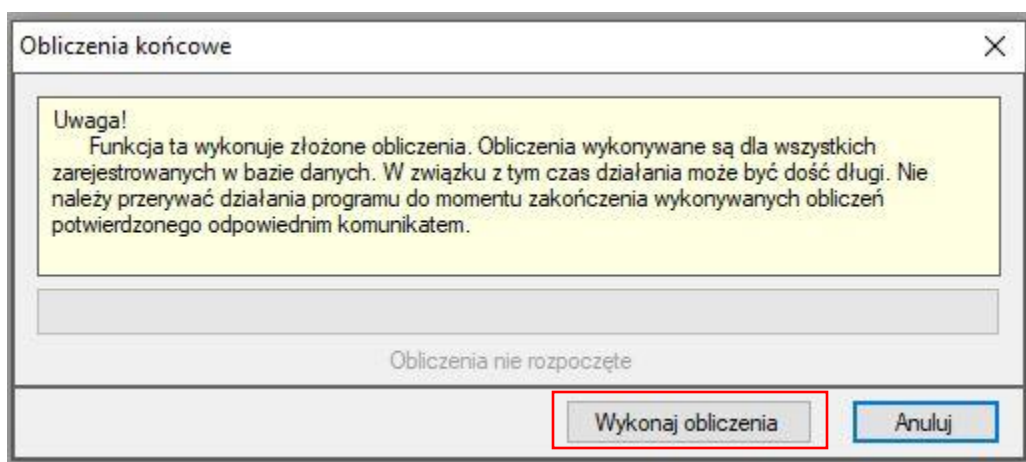 Obliczenia końcowe
Uwaga!
Funkcja ta wykonuje złożone obliczenia. Obliczenia wykonywane są dla wszystkich
zarejestrowanych w bazie danych. W związku z tym czas działania może być dość długi. Nie
należy przerywać działania programu do momentu zakończenia wykonywanych obliczeń
potwierdzonego odpowiednim komunikatem.
Obliczenia nie rozpoczęte
Wykonaj obliczenia Anuluj